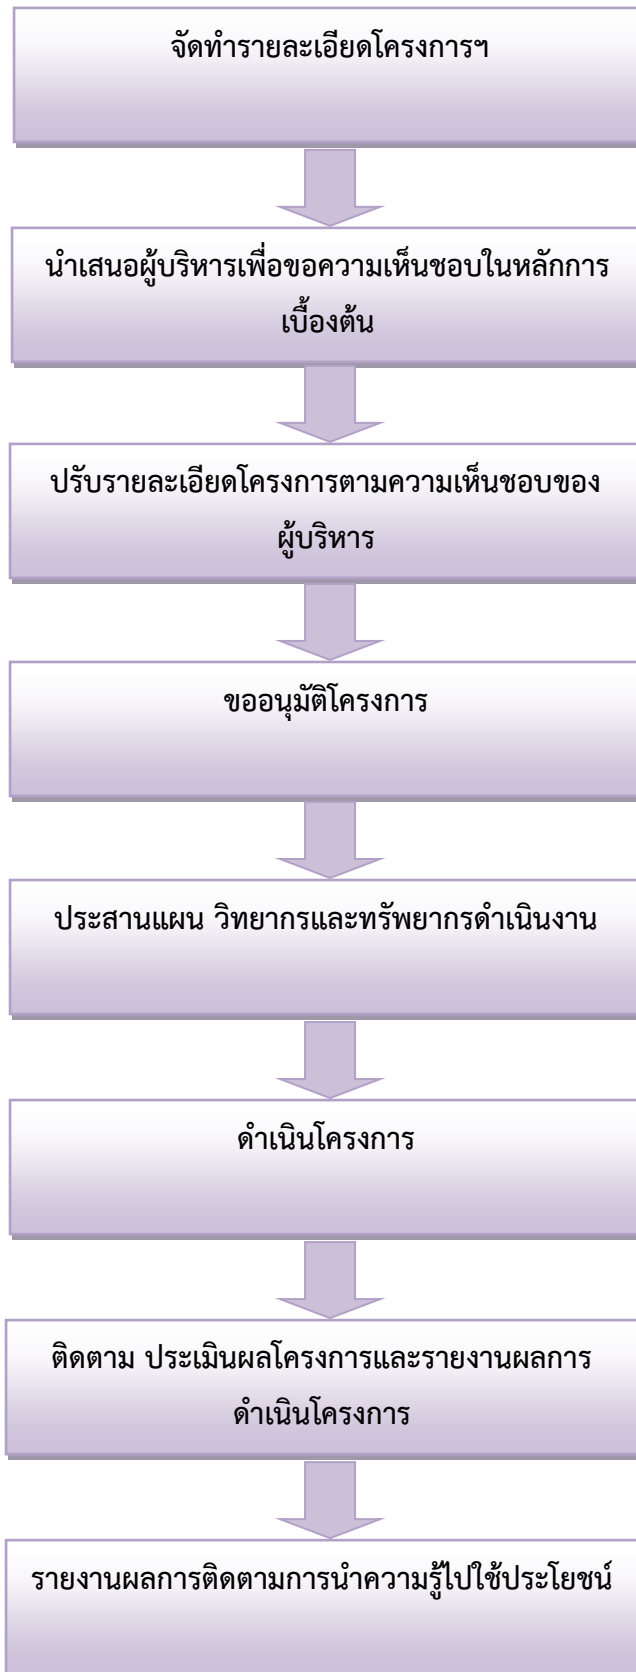 จัดทำรายละเอียดโครงการฯ
นำเสนอผู้บริหารเพื่อขอความเห็นชอบในหลักการ
เบื้องต้น
ปรับรายละเอียดโครงการตามความเห็นชอบของ
ผู้บริหาร
ขออนุมัติโครงการ
ประสานแผน วิทยากรและทรัพยากรดำเนินงาน
ดำเนินโครงการ
ติดตาม ประเมินผลโครงการและรายงานผลการ
ดำเนินโครงการ
รายงานผลการติดตามการนำความรู้ไปใช้ประโยชน์